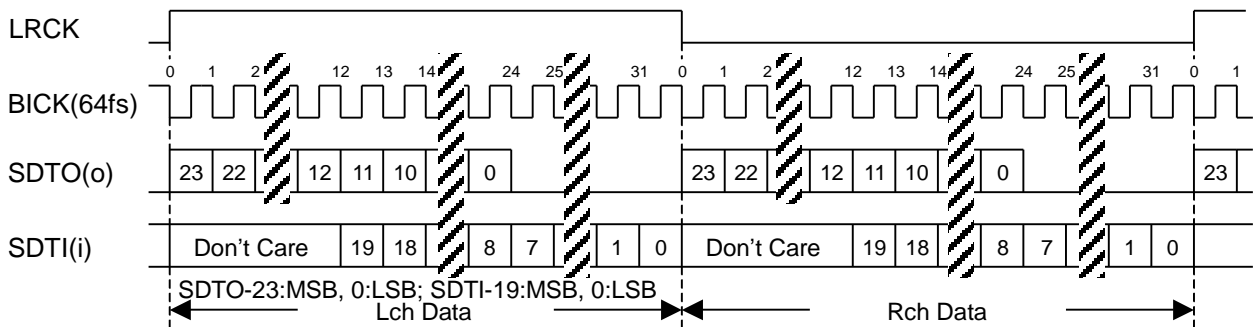 LRCK
0 1 2 12 13 14 24 25 31 0 1 2 12 13 14 24 25 31 0 1
BICK(64fs)
SDTO(o) 23 22 12 11 10 0 23 22 12 11 10 0 23
SDTI(i) Don't Care 19 18 8 7 1 0 Don't Care 19 18 8 7 1 0
SDTO-23:MSB, 0:LSB; SDTI-19:MSB, 0:LSB
Lch Data Rch Data